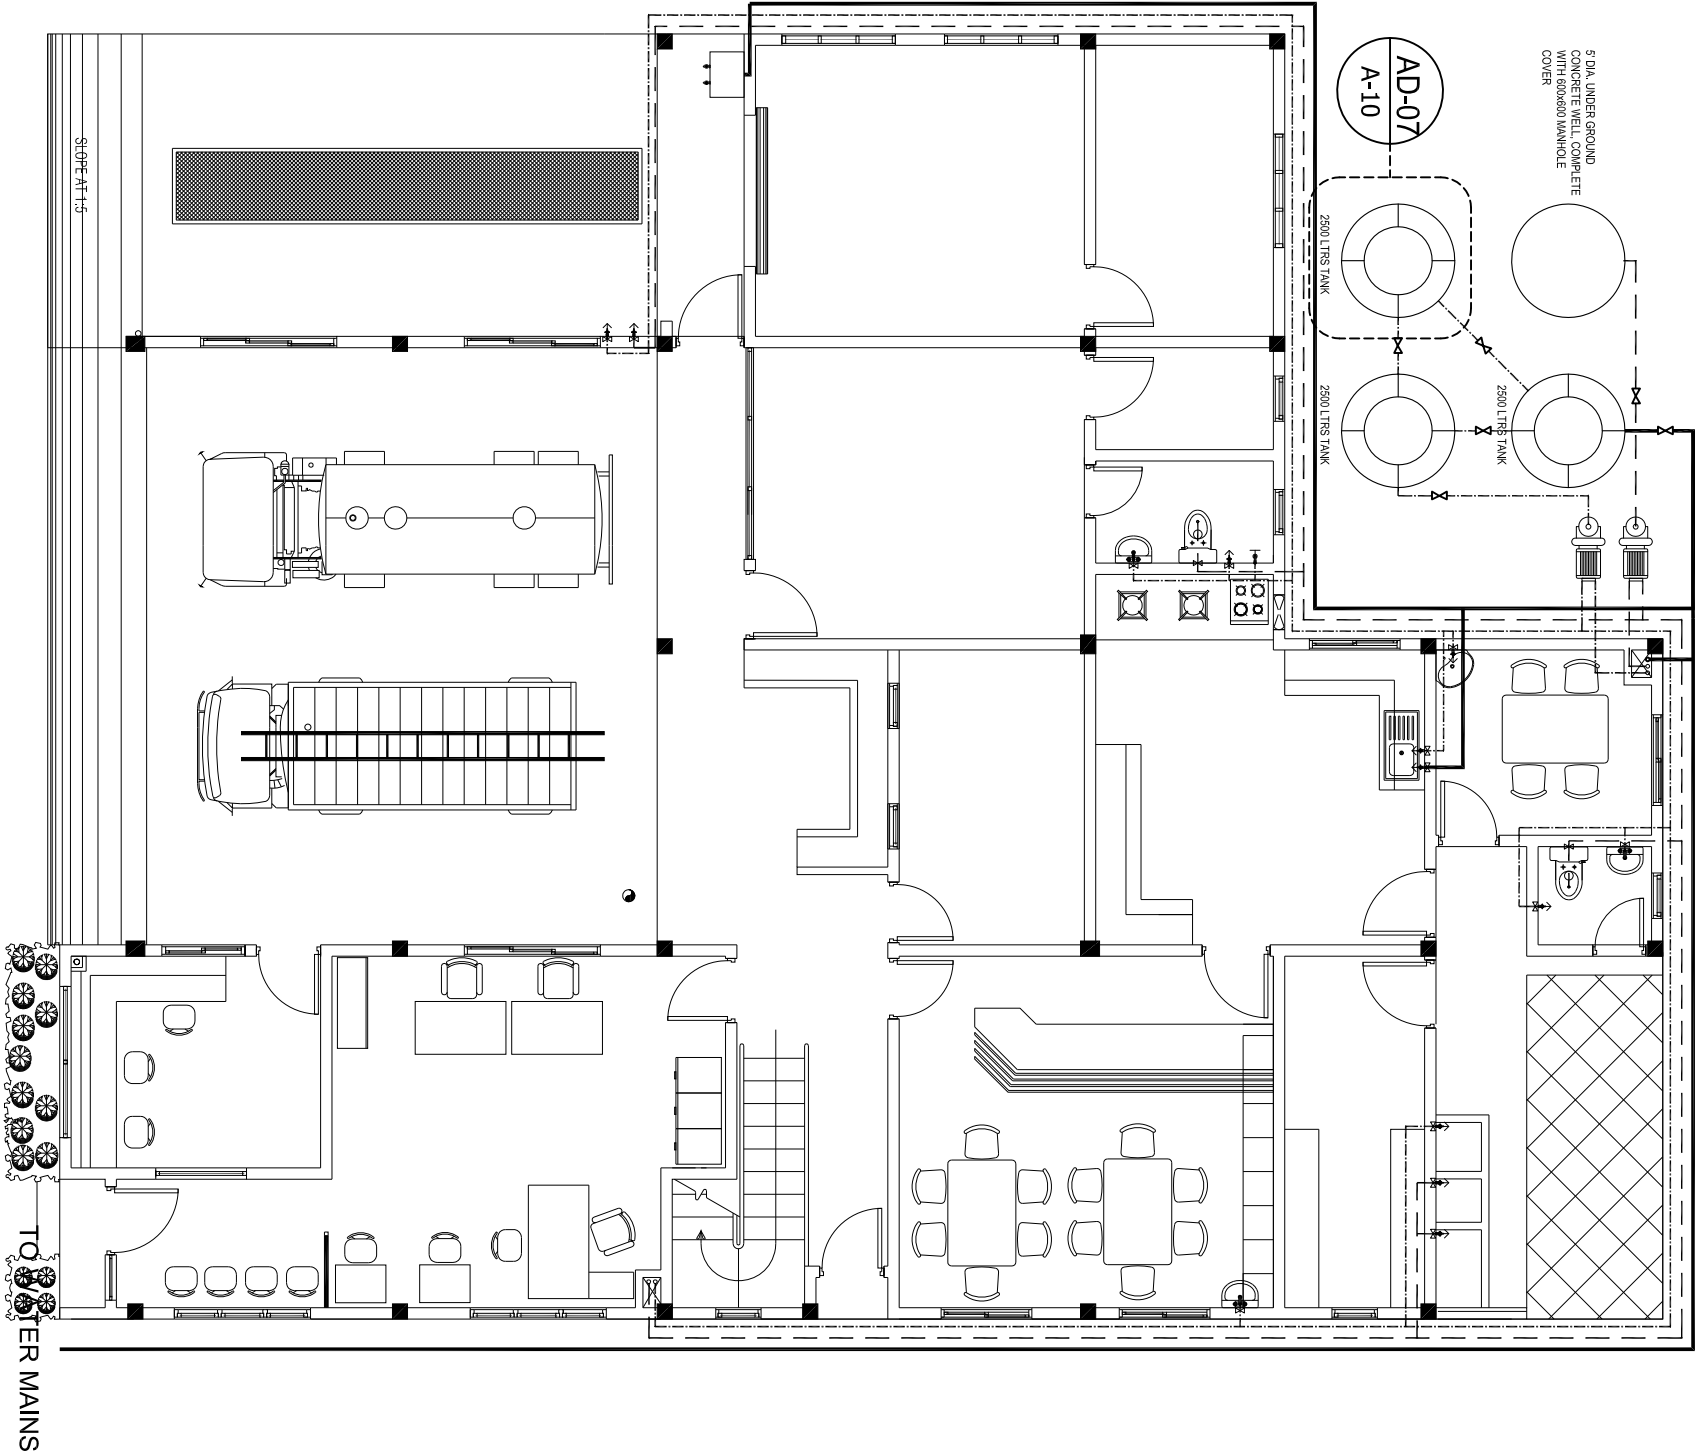 AD-07
A-10
5' DIA. UNDER GROUND
CONCRETE WELL, COMPLETE
WITH 600x600 MANHOLE
COVER
2500 LTRS TANK
2500 LTRS TANK
2500 LTRS TANK
SLOPE AT 1:5
TO WATER MAINS